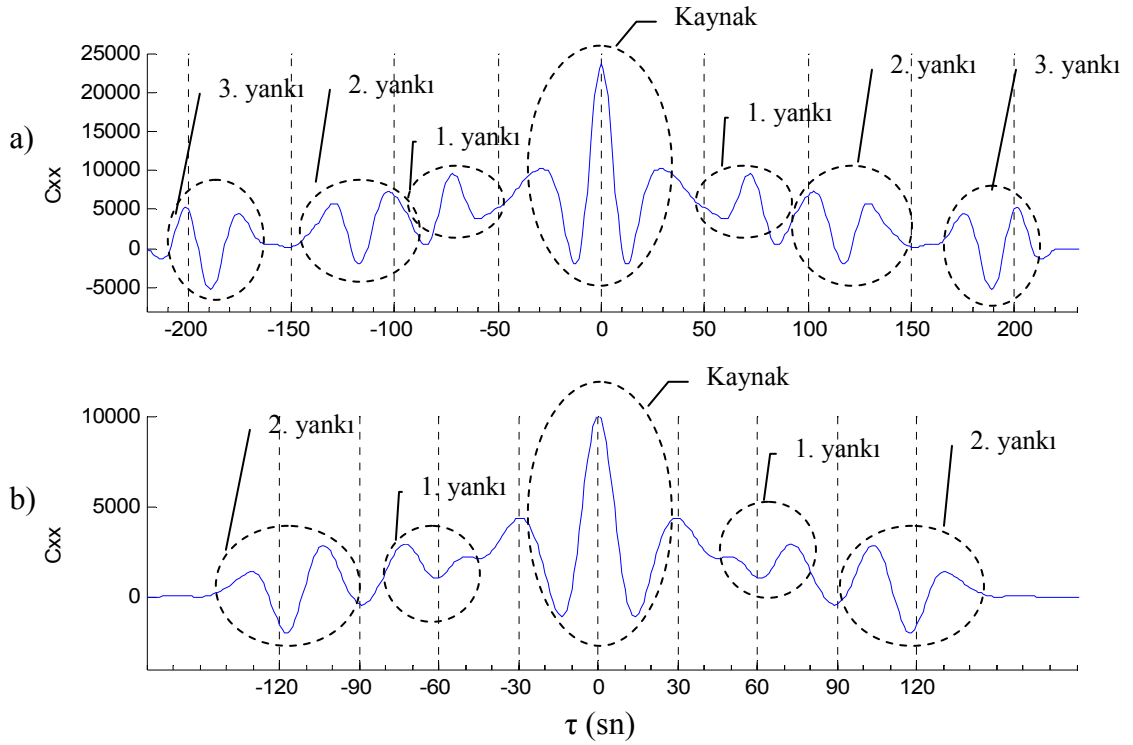 a)
Kaynak
3. yankı
2. yankı
1. yankı
1. yankı
2. yankı
3. yankı
Cxx
25000
20000
15000
10000
5000
0
-5000
-200 -150 -100 -50 0 50 100 150 200
b)
Kaynak
2. yankı
1. yankı
1. yankı
2. yankı
Cxx
10000
5000
0
-120 -90 -60 -30 0 30 60 90 120
τ (sn)